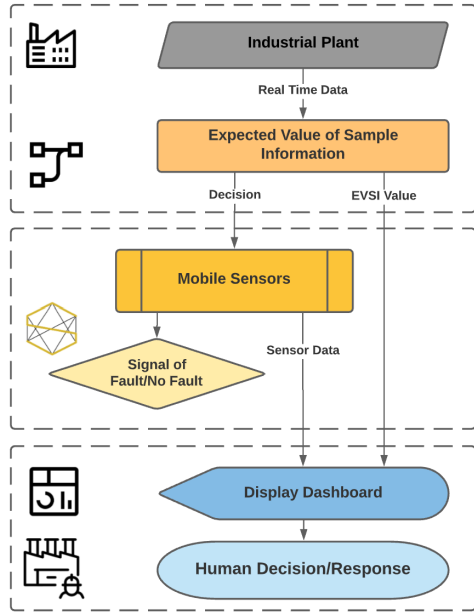 Industrial Plant
Real Time Data
Expected Value of Sample
Information
Decision
EVSI Value
Mobile Sensors
Signal of
Fault/No Fault
Sensor Data
Display Dashboard
Human Decision/Response